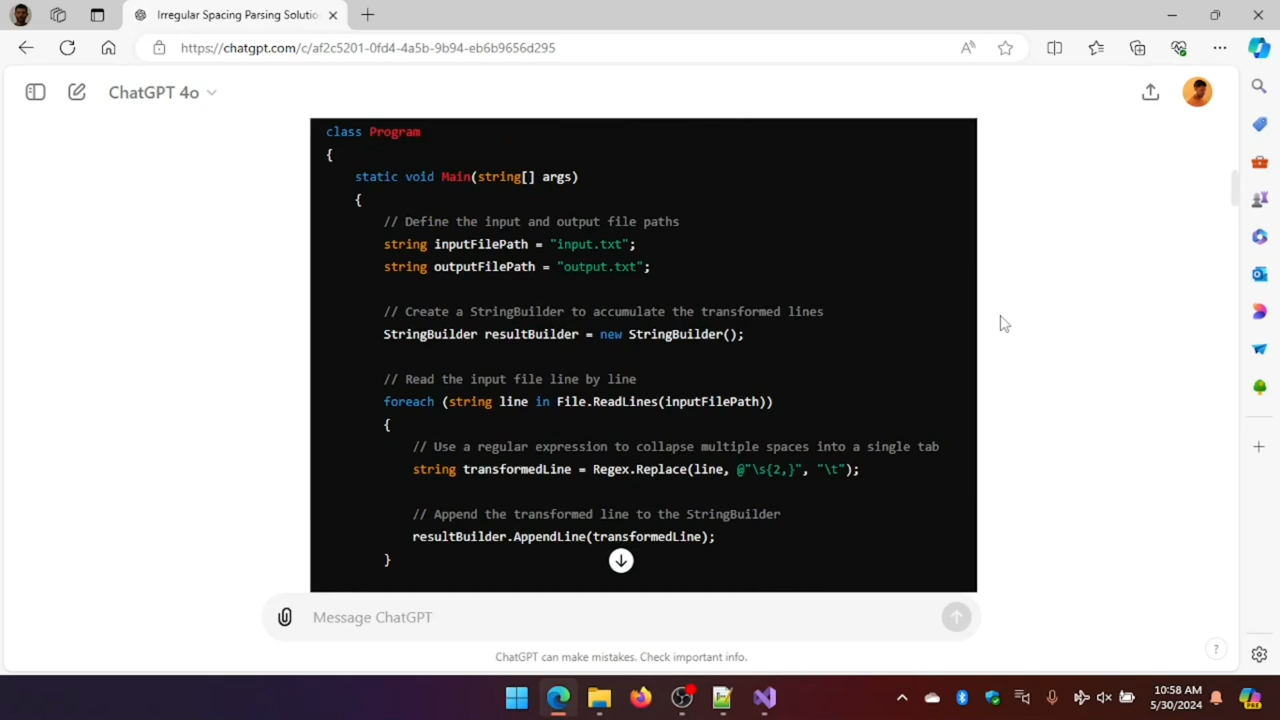 Irregular Spacing Parsing Solutio
https://chatgpt.com/c/af2c5201-0fd4-4a5b-9b94-eb6b9656d295
ChatGPT 4o
class Program
{
static void Main(string[] args)
{
// Define the input and output file paths
string inputFilePath = "input.txt";
string outputFilePath = "output.txt";
// Create a StringBuilder to accumulate the transformed lines
StringBuilder resultBuilder = new StringBuilder();
// Read the input file line by line
foreach (string line in File.ReadLines(inputFilePath))
{
// Use a regular expression to collapse multiple spaces into a single tab
string transformedLine = Regex.Replace(line, @"\s{2,}", "\t");
// Append the transformed line to the StringBuilder
resultBuilder.AppendLine(transformedLine);
}
Message ChatGPT
ChatGPT can make mistakes. Check important info.
?
10:58 AM
5/30/2024
PRE